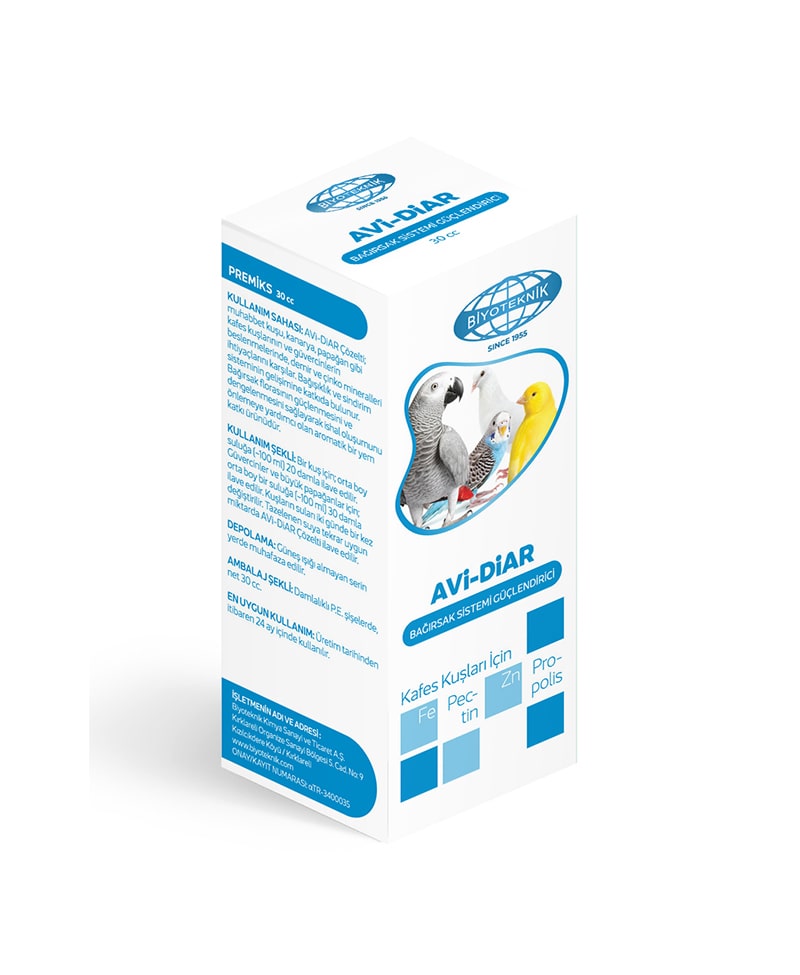 BİYOTEKNİK
SINCE 1956
AVi-DiAR
BAĞIRSAK SİSTEMİ GÜÇLENDİRİCİ
30 cc
PREMİKS 30 cc
KULLANIM SAHASI: AVi-DiAR Çözelti;
muhabbet kuşu, kanarya, papağan gibi
kafes kuşlarının ve güvercinlerin
beslenmelerinde, demir ve çinko mineralleri
ihtiyaçlarını karşılar. Bağışıklık ve sindirim
sisteminin gelişimine katkıda bulunur.
Bağırsak florasının güçlenmesini ve
dengelenmesini sağlayarak ishal oluşumunu
önlemeye yardımcı olan aromatik bir yem
katkı ürünüdür.
KULLANIM ŞEKLİ: Bir kuş için; orta boy
suluğa (~100 ml) 20 damla ilave edilir.
Güvercinler ve büyük papağanlar için;
orta boy bir suluğa (~100 ml) 30 damla
ilave edilir. Kuşların suları iki günde bir kez
değiştirilir. Tazelenen suya tekrar uygun
miktarda AVi-DiAR Çözelti ilave edilir.
DEPOLAMA: Güneş ışığı almayan serin
yerde muhafaza edilir.
AMBALAJ ŞEKLİ: Damlalıklı P.E. şişelerde,
net 30 cc.
EN UYGUN KULLANIM: Üretim tarihinden
itibaren 24 ay içinde kullanılır.
İŞLETMENİN ADI VE ADRESİ :
Biyoteknik Kimya Sanayi ve Ticaret A.Ş.
Kırklareli Organize Sanayi Bölgesi 5. Cad. No: 9
Kızılcıkdere Köyü / Kırklareli
www.biyoteknik.com
ONAY/KAYIT NUMARASI: αTR-3400035
BİYOTEKNİK
SINCE 1955
AVi-DiAR
BAĞIRSAK SİSTEMİ GÜÇLENDİRİCİ
Kafes Kuşları İçin
Fe
Pec-
tin
Zn
Pro-
polis